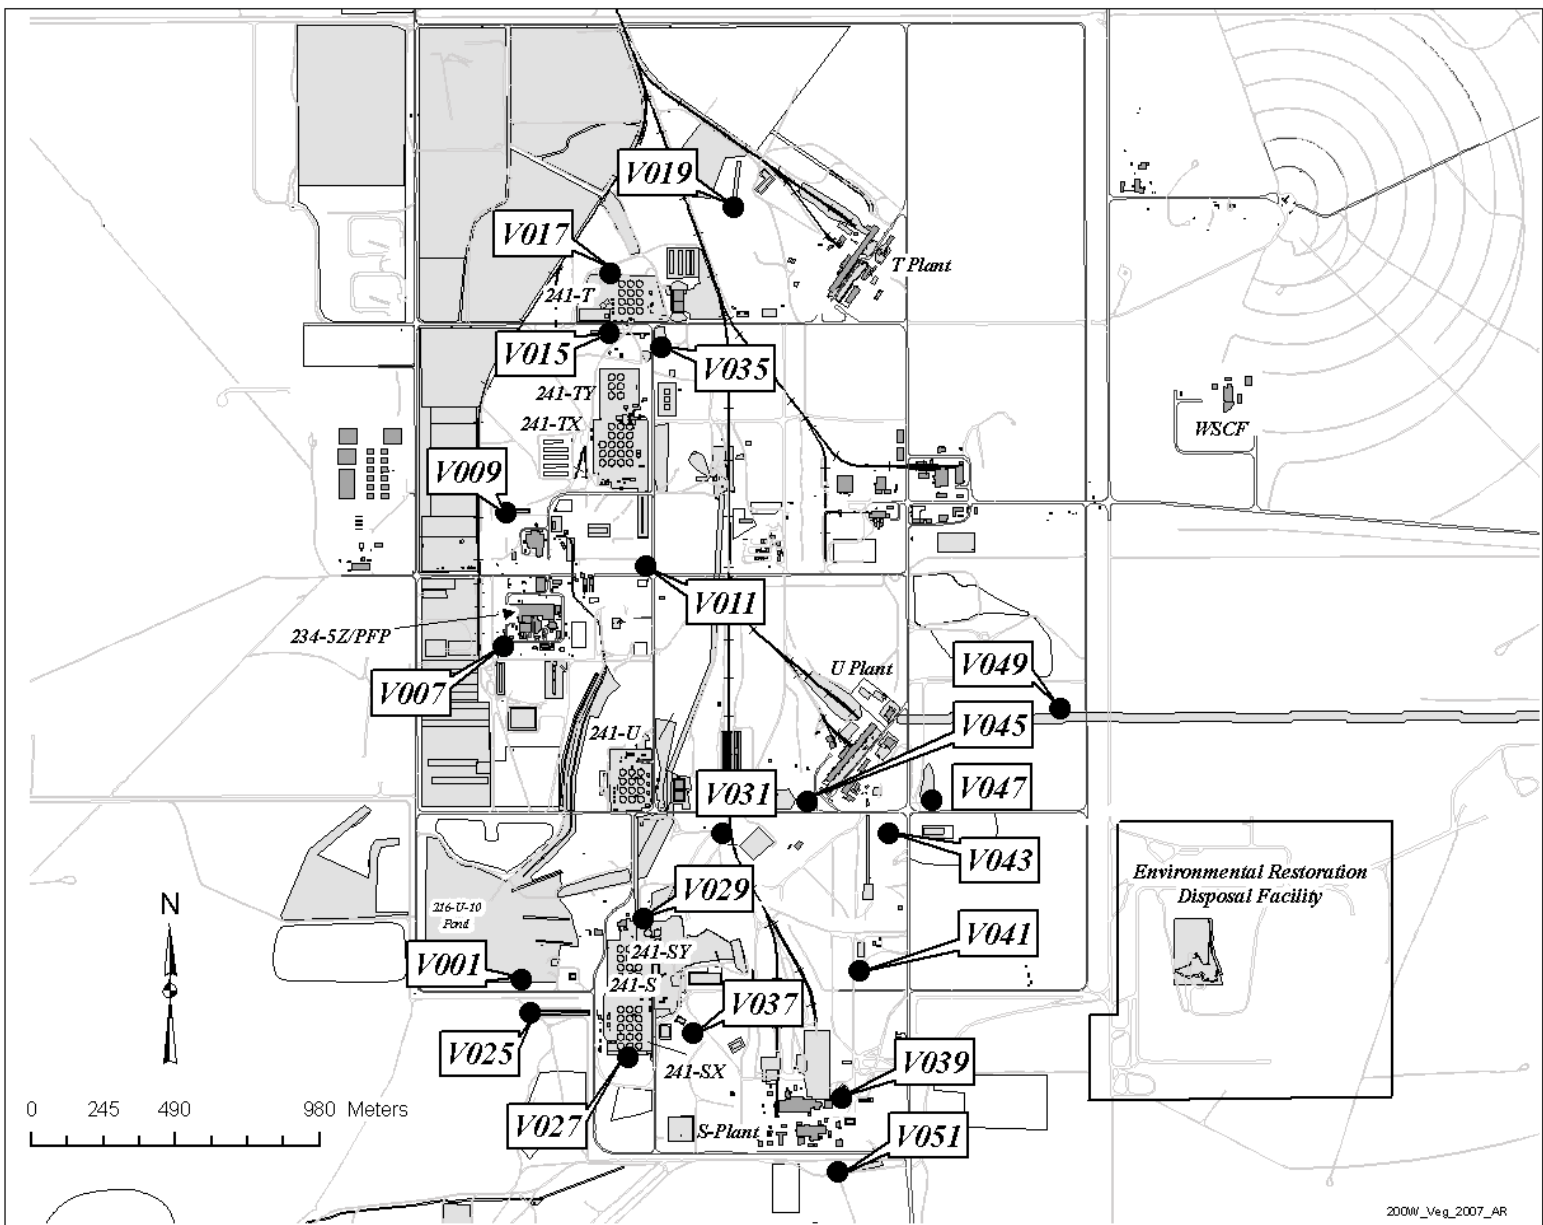 V019
V017
T Plant
241-T
V015
V035
241-TY
241-TX
WSCF
V009
V011
234-5Z/PFP
V007
U Plant
V049
V045
241-U
V031
V047
V043
Environmental Restoration
Disposal Facility
V029
216-U-10
Pond
N
V041
241-SY
V001
241-S
V037
V025
241-SX
V039
0 245 490 980 Meters
V027
S-Plant
V051
200W_Veg_2007_AR